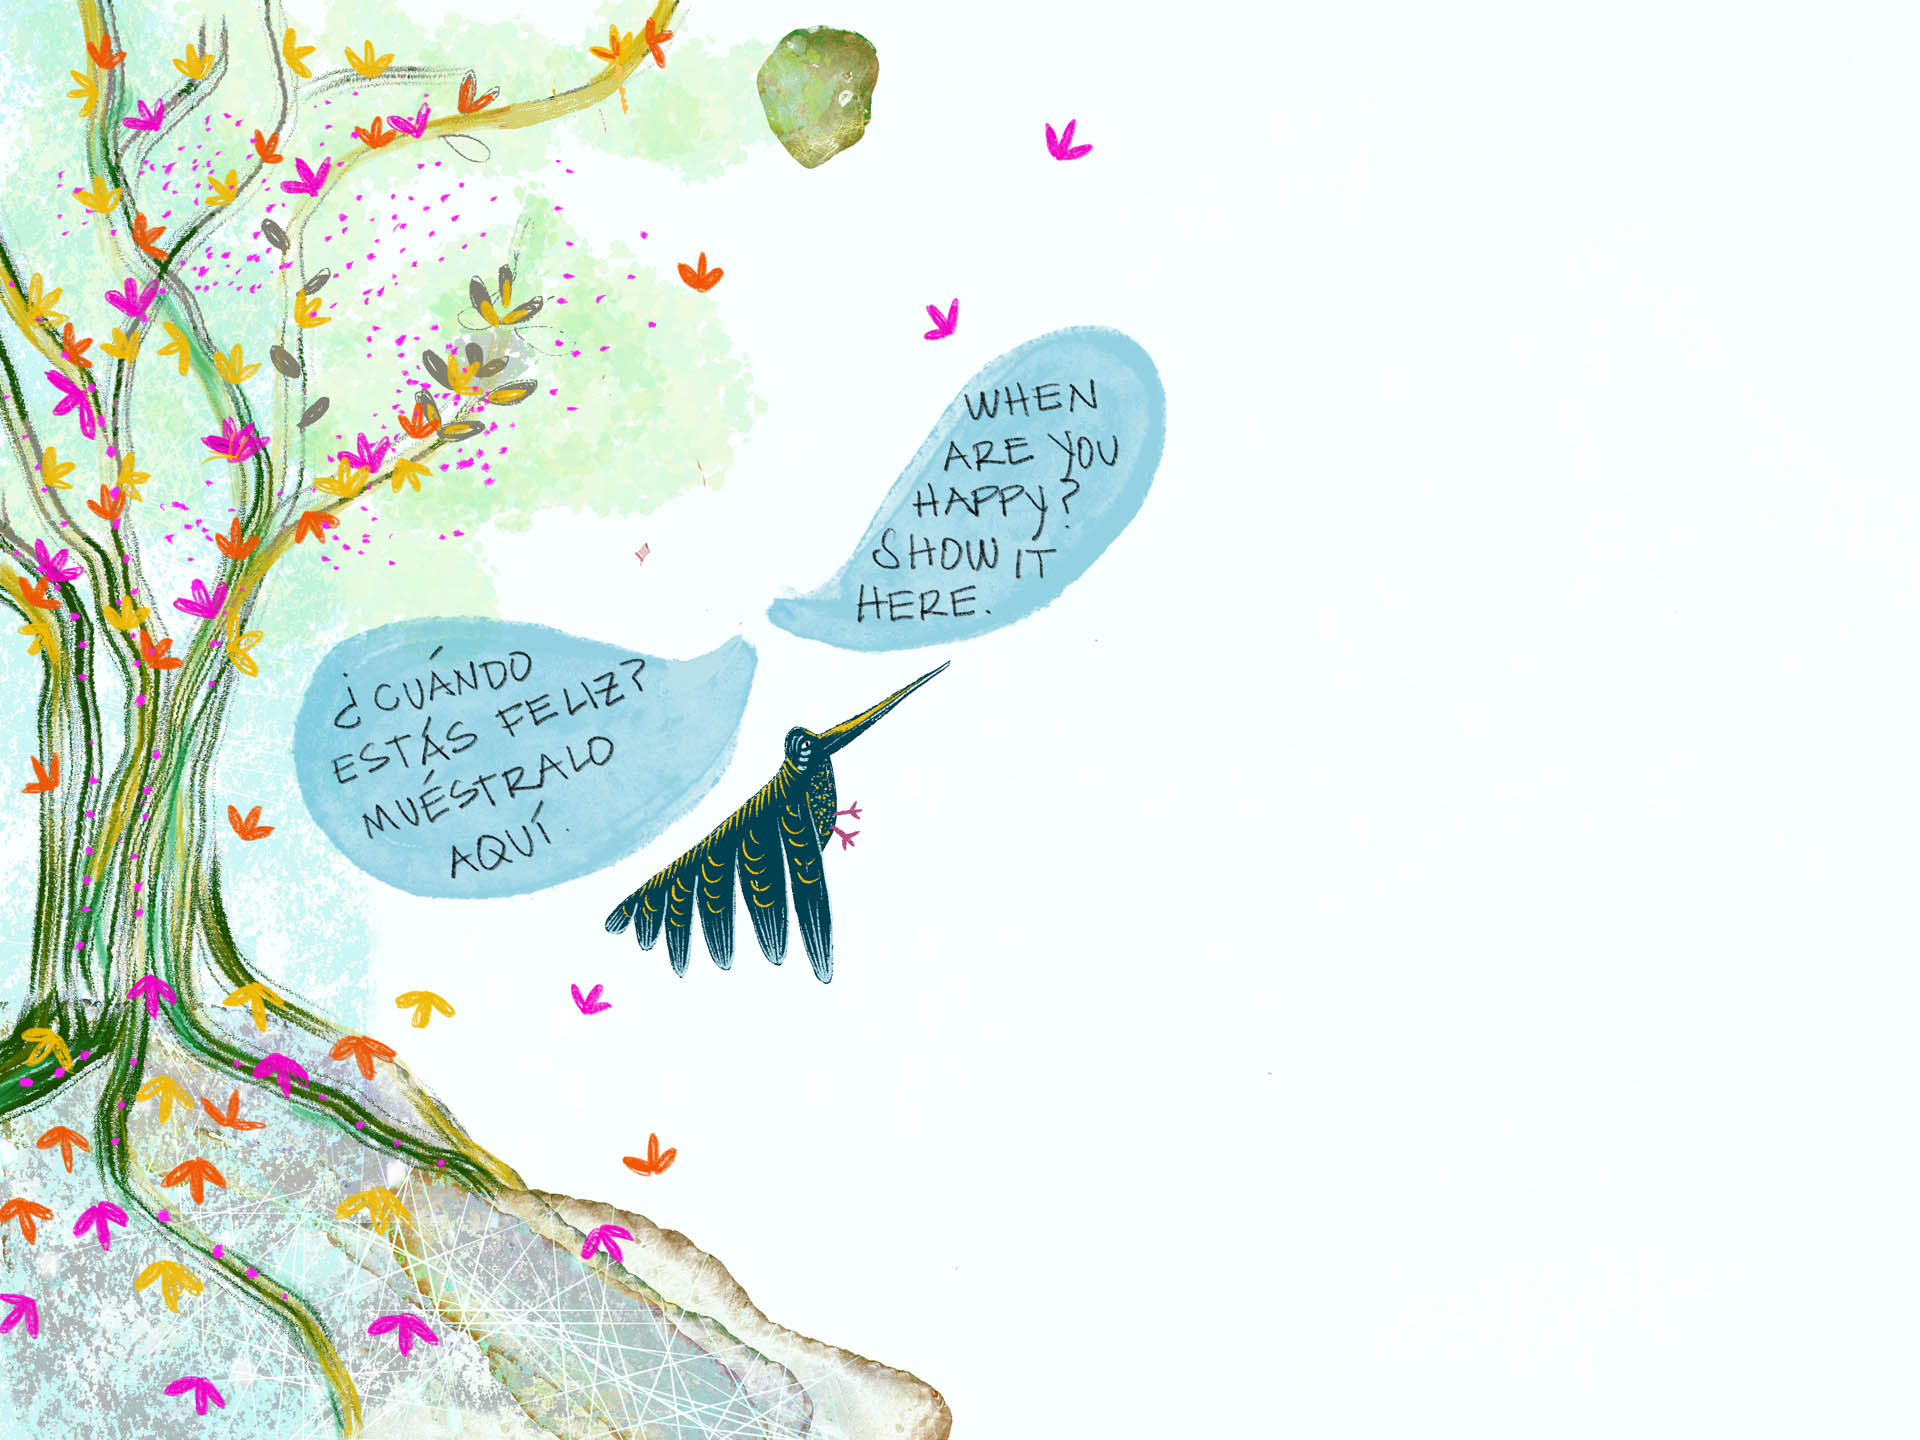 ¿CUÁNDO
ESTÁS FELIZ?
MUÉSTRALO
AQUÍ.
WHEN
ARE YOU
HAPPY?
SHOW IT
HERE.